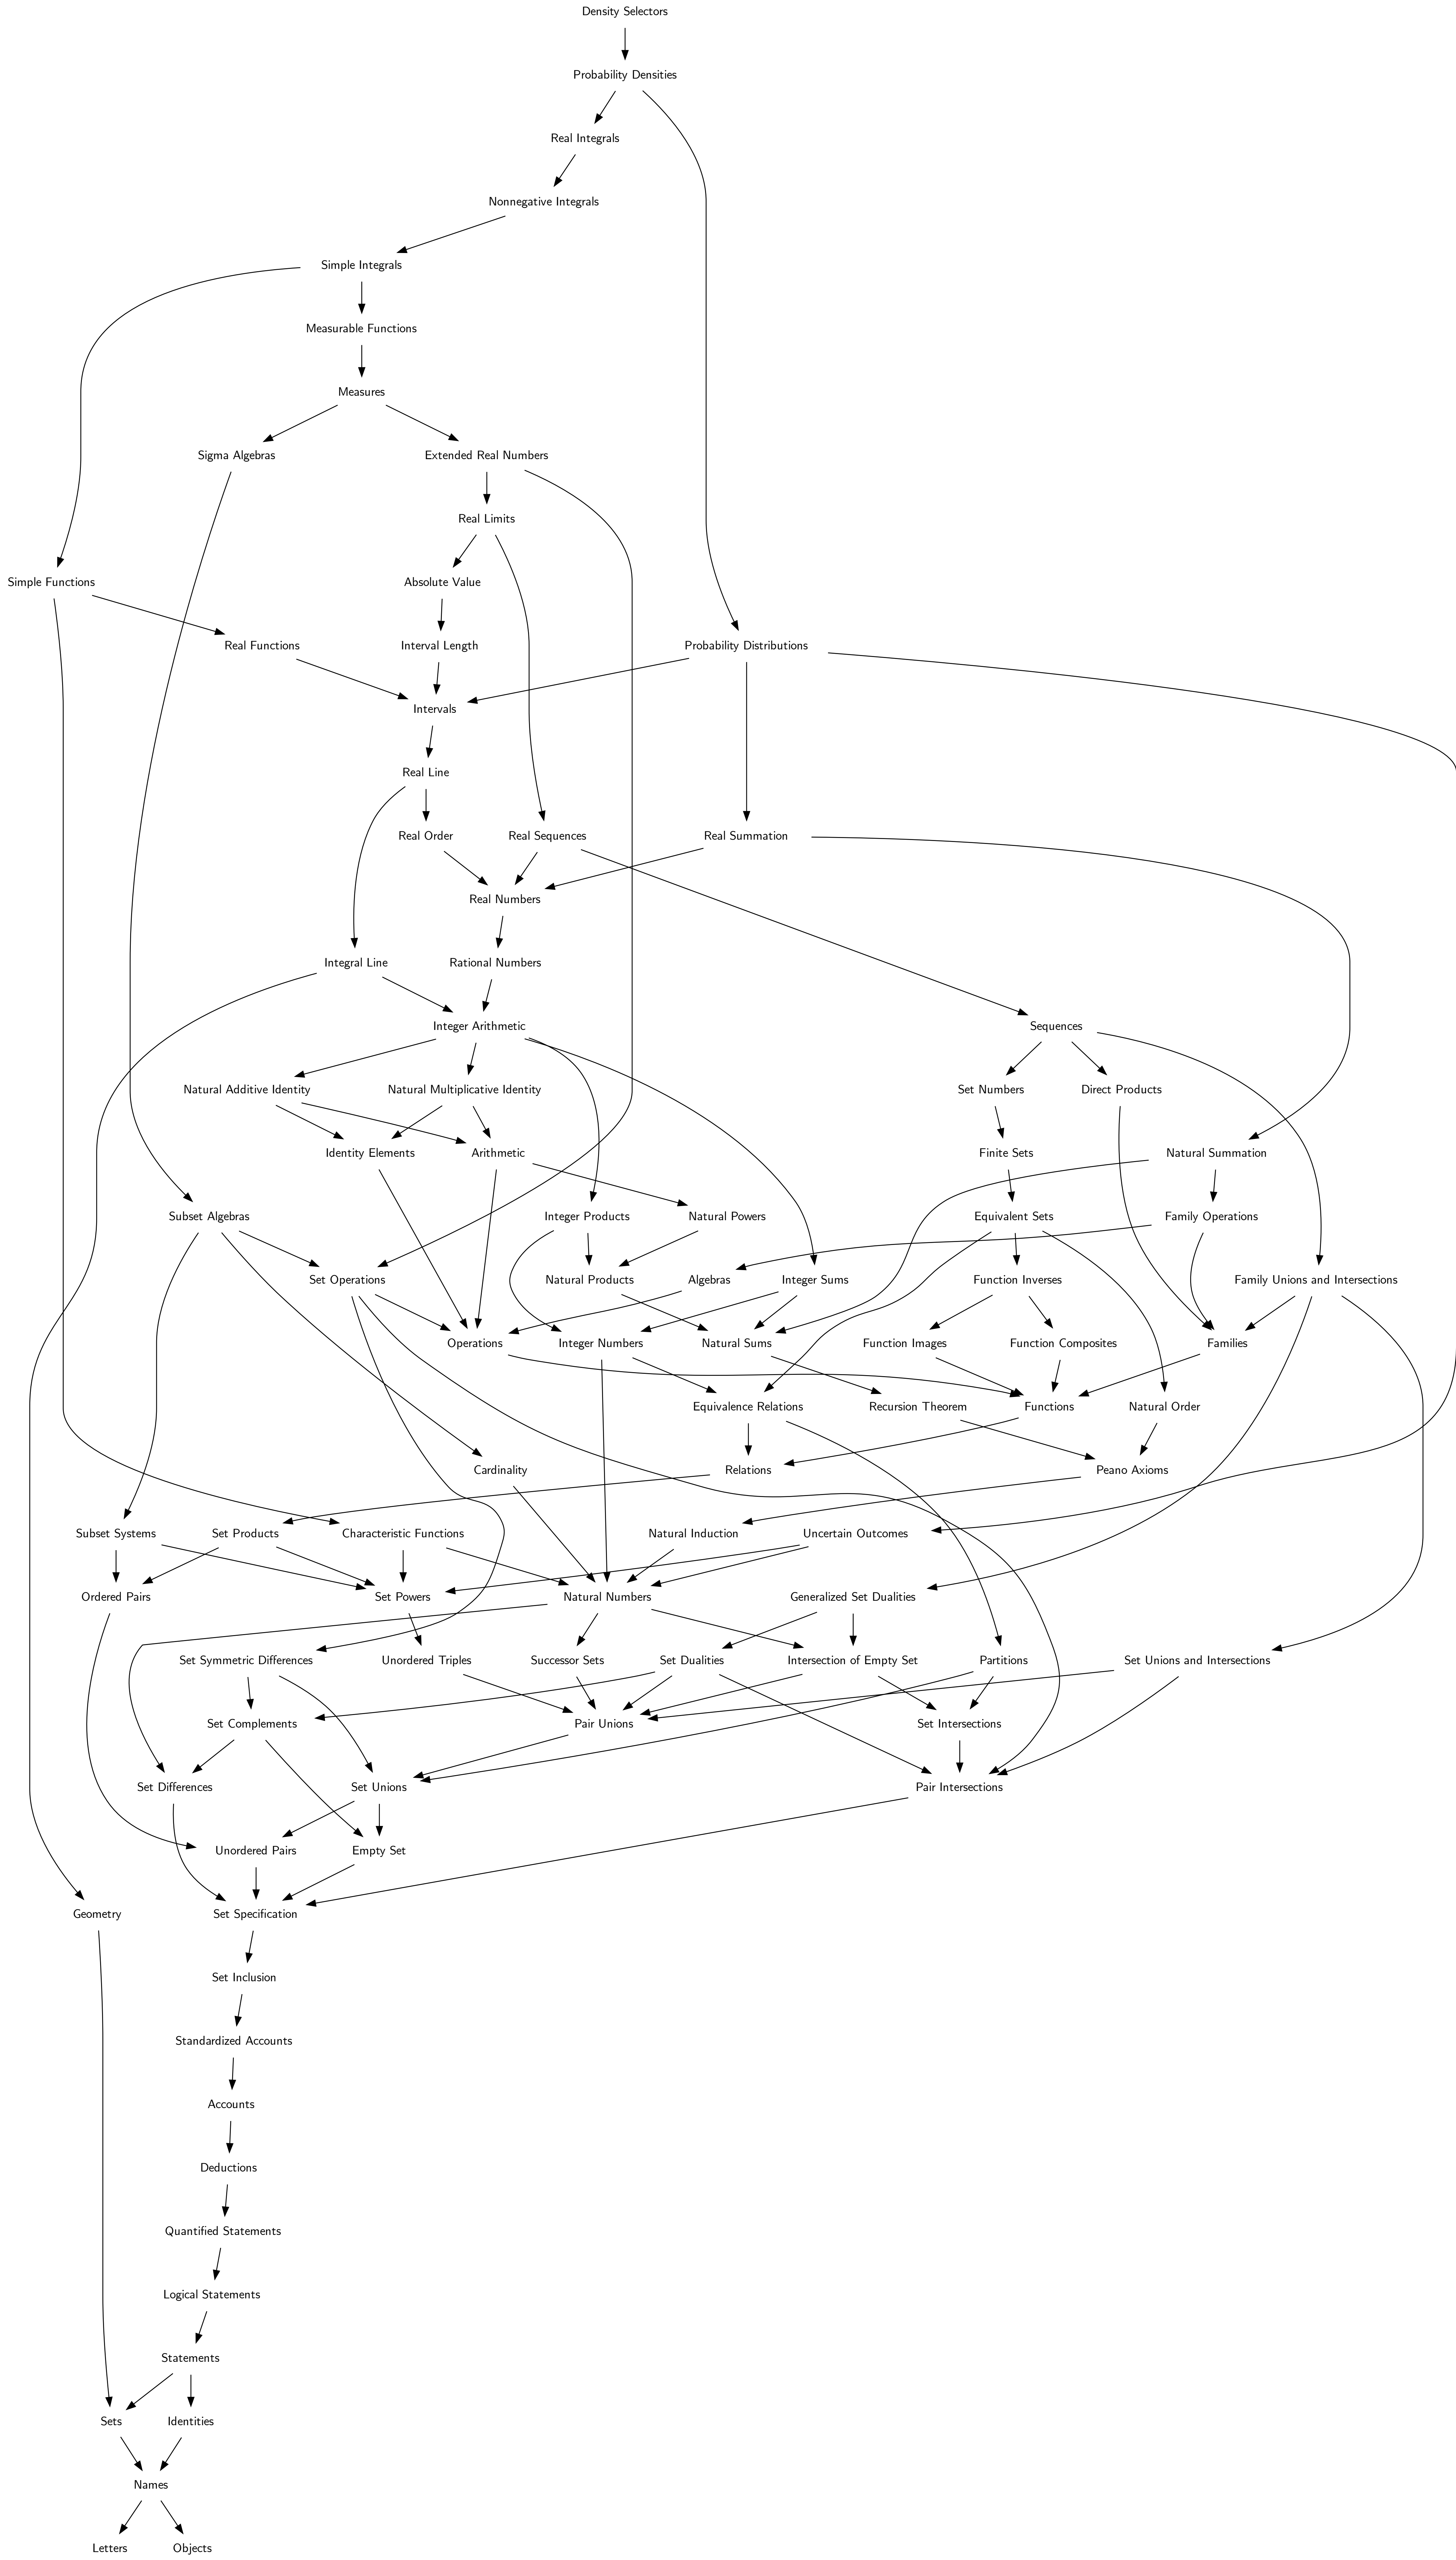 Density Selectors
Probability Densities
Real Integrals
Nonnegative Integrals
Simple Integrals
Measurable Functions
Measures
Sigma Algebras
Extended Real Numbers
Real Limits
Simple Functions
Absolute Value
Real Functions
Interval Length
Probability Distributions
Intervals
Real Line
Real Order
Real Sequences
Real Summation
Real Numbers
Integral Line
Rational Numbers
Integer Arithmetic
Sequences
Natural Additive Identity
Natural Multiplicative Identity
Set Numbers
Direct Products
Identity Elements
Arithmetic
Finite Sets
Natural Summation
Subset Algebras
Integer Products
Natural Powers
Equivalent Sets
Family Operations
Set Operations
Natural Products
Algebras
Integer Sums
Function Inverses
Family Unions and Intersections
Operations
Integer Numbers
Natural Sums
Function Images
Function Composites
Families
Equivalence Relations
Recursion Theorem
Functions
Natural Order
Cardinality
Relations
Peano Axioms
Subset Systems
Set Products
Characteristic Functions
Natural Induction
Uncertain Outcomes
Ordered Pairs
Set Powers
Natural Numbers
Generalized Set Dualities
Set Symmetric Differences
Unordered Triples
Successor Sets
Set Dualities
Intersection of Empty Set
Partitions
Set Unions and Intersections
Set Complements
Pair Unions
Set Intersections
Set Differences
Set Unions
Pair Intersections
Unordered Pairs
Empty Set
Geometry
Set Specification
Set Inclusion
Standardized Accounts
Accounts
Deductions
Quantified Statements
Logical Statements
Statements
Sets
Identities
Names
Letters
Objects